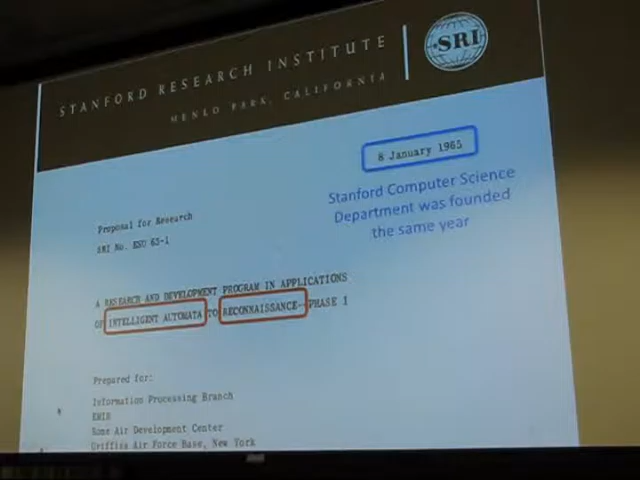 STANFORD RESEARCH INSTITUTE
MENLO PARK, CALIFORNIA
SRI
8 January 1965
Stanford Computer Science
Department was founded
the same year
Proposal for Research
SRI No. ESU 65-1
A RESEARCH AND DEVELOPMENT PROGRAM IN APPLICATIONS
OF INTELLIGENT AUTOMATA TO RECONNAISSANCE--PHASE I
Prepared for:
Information Processing Branch
EMIR
Rome Air Development Center
Griffiss Air Force Base, New York